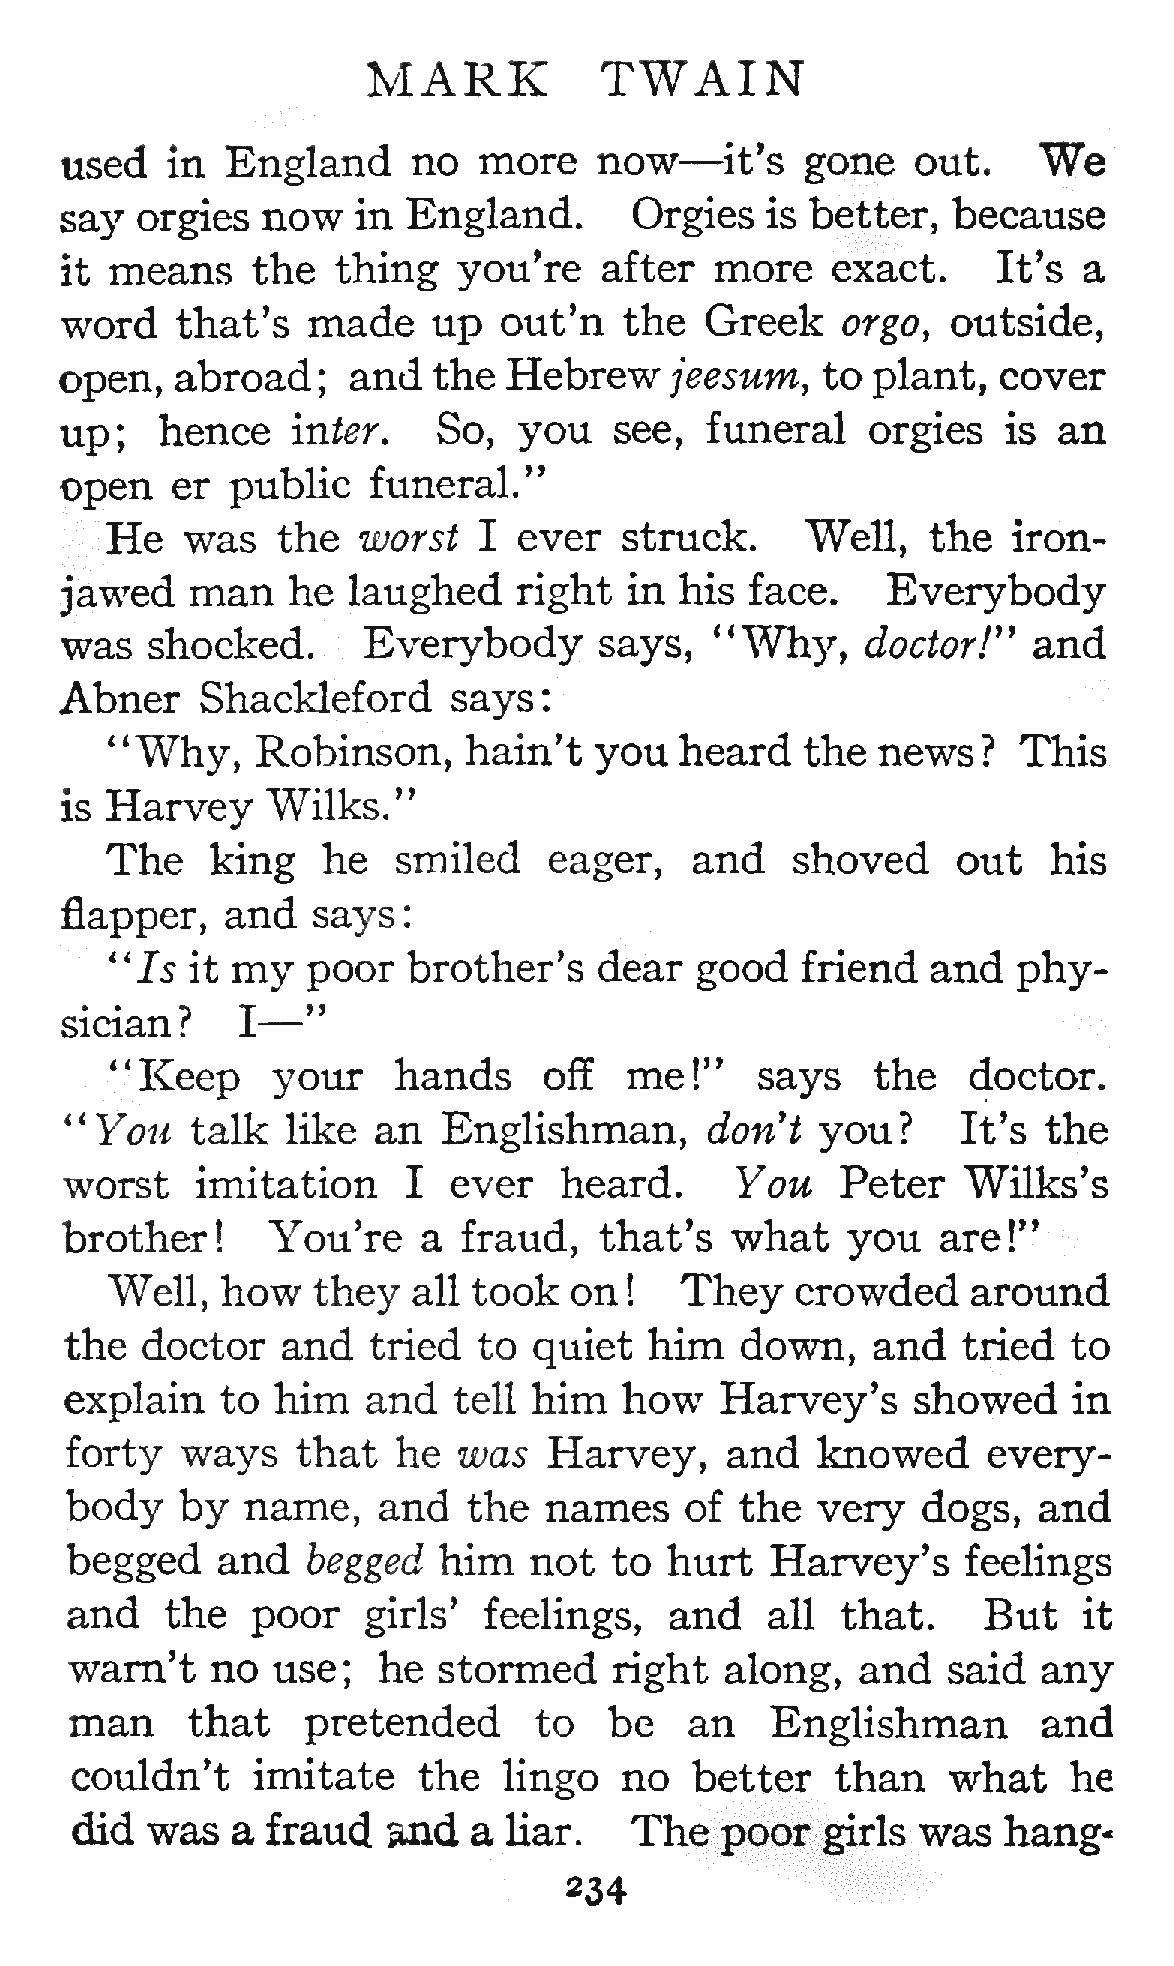 MARK TWAIN
used in England no more now—it's gone out. We
say orgies now in England. Orgies is better, because
it means the thing you're after more exact. It's a
word that's made up out'n the Greek orgo, outside,
open, abroad; and the Hebrew jeesum, to plant, cover
up; hence inter. So, you see, funeral orgies is an
open er public funeral."
He was the worst I ever struck. Well, the iron-
jawed man he laughed right in his face. Everybody
was shocked. Everybody says, "Why, doctor!" and
Abner Shackleford says:
"Why, Robinson, hain't you heard the news? This
is Harvey Wilks."
The king he smiled eager, and shoved out his
flapper, and says:
"Is it my poor brother's dear good friend and phy-
sician? I—"
"Keep your hands off me!" says the doctor.
"You talk like an Englishman, don't you? It's the
worst imitation I ever heard. You Peter Wilks's
brother! You're a fraud, that's what you are!"
Well, how they all took on! They crowded around
the doctor and tried to quiet him down, and tried to
explain to him and tell him how Harvey's showed in
forty ways that he was Harvey, and knowed every-
body by name, and the names of the very dogs, and
begged and begged him not to hurt Harvey's feelings
and the poor girls' feelings, and all that. But it
warn't no use; he stormed right along, and said any
man that pretended to be an Englishman and
couldn't imitate the lingo no better than what he
did was a fraud and a liar. The poor girls was hang-
234